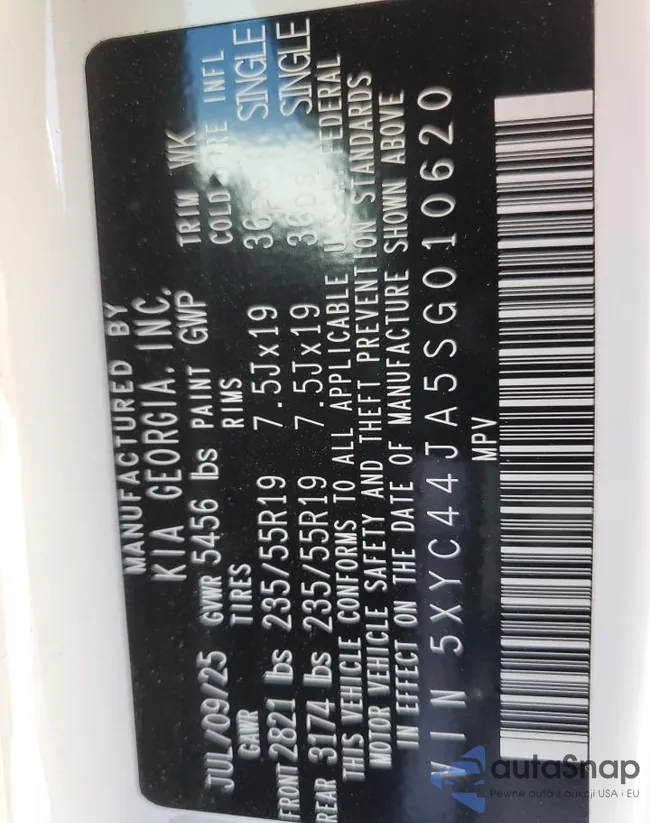 MANUFACTURED BY
KIA GEORGIA, INC.
JUL/09/25 GVWR 5456 lbs PAINT GWP TRIM WK
GAWR TIRES RIMS COLD INFL
FRONT 2821 lbs 235/55R19 7.5Jx19 SINGLE
REAR 3174 lbs 235/55R19 7.5Jx19 SINGLE
THIS VEHICLE CONFORMS TO ALL APPLICABLE FEDERAL
MOTOR VEHICLE SAFETY AND THEFT PREVENTION STANDARDS
IN EFFECT ON THE DATE OF MANUFACTURE SHOWN ABOVE
VIN 5XYC44JA5SG010620
MPV
autaSnap
Pewne auta z aukcji USA i EU